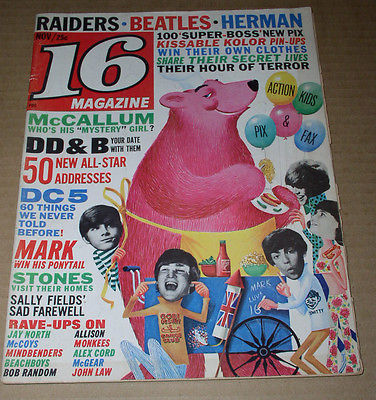 RAIDERS • BEATLES • HERMAN
NOV/25c
16
MAGAZINE
100 'SUPER-BOSS' NEW PIX
KISSABLE KOLOR PIN-UPS
WIN THEIR OWN CLOTHES
SHARE THEIR SECRET LIVES
THEIR HOUR OF TERROR
McCALLUM
WHO'S HIS "MYSTERY" GIRL?
DD&B YOUR DATE
WITH THEM
50 NEW ALL-STAR
ADDRESSES
DC5
60 THINGS
WE NEVER
TOLD
BEFORE!
MARK
WIN HIS PONYTAIL
STONES
VISIT THEIR HOMES
SALLY FIELDS'
SAD FAREWELL
RAVE-UPS ON
JAY NORTH
McCOYS
MINDBENDERS
BEACHBOYS
BOB RANDOM
ALLISON
MONKEES
ALEX CORD
McGEAR
JOHN LAW
ACTION
KIDS
PIX
&
FAX
MARK
LUVS
16
SMITTY